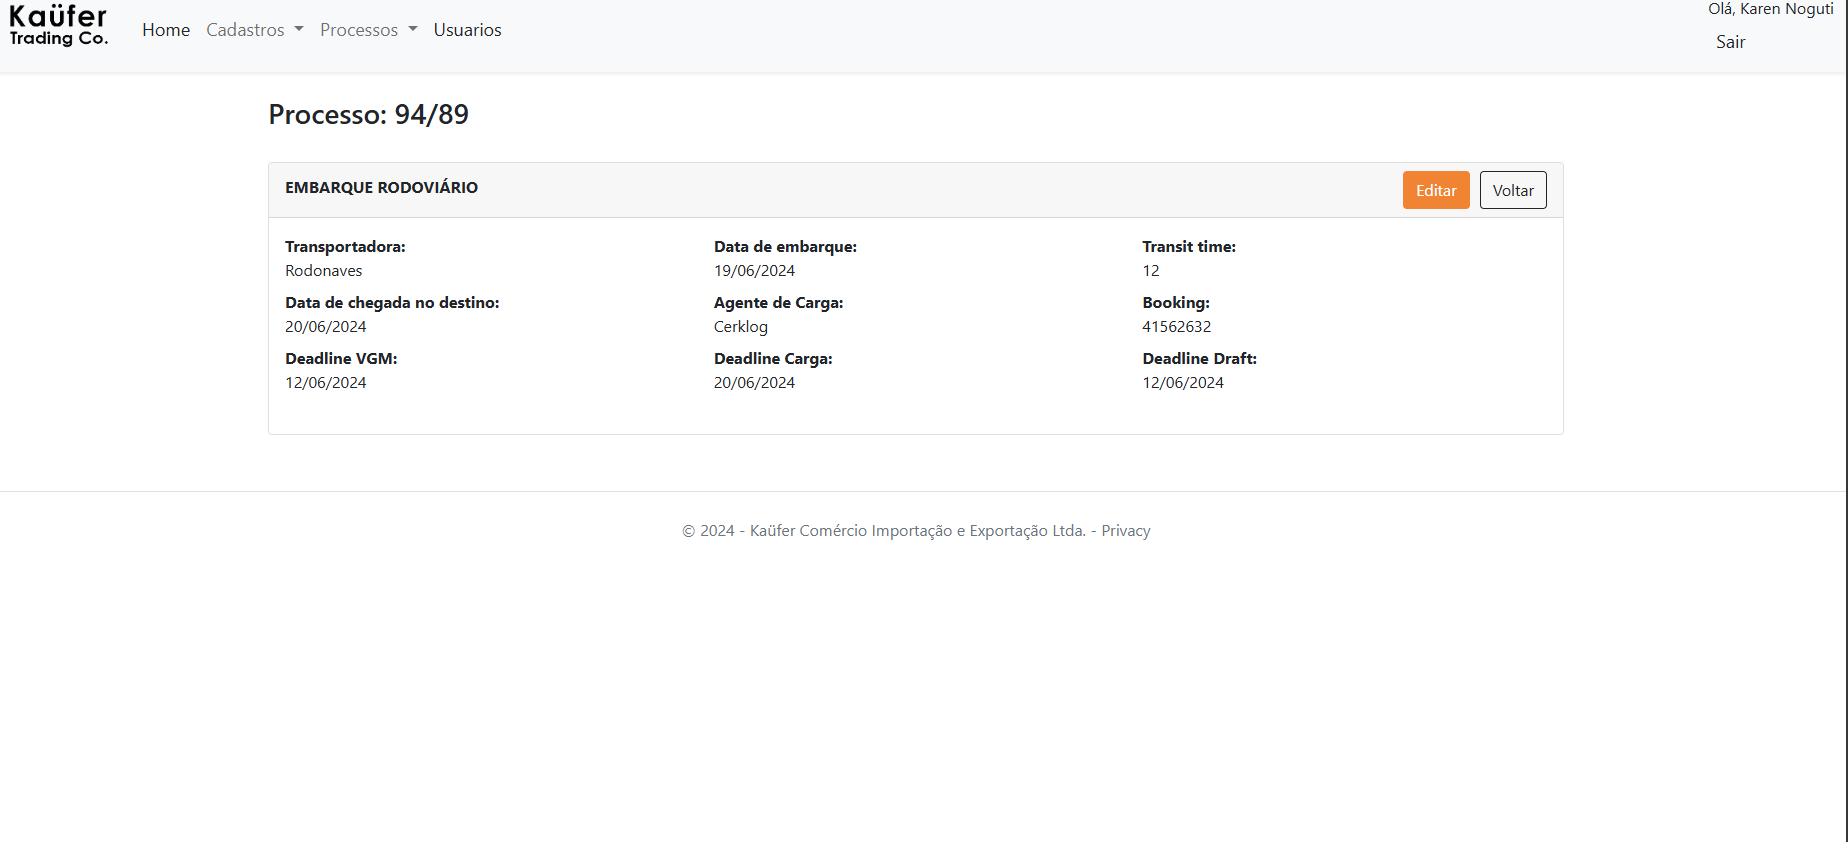 Kaüfer
Trading Co.
Home Cadastros Processos Usuarios
Olá, Karen Noguti
Sair
Processo: 94/89
EMBARQUE RODOVIÁRIO
Editar Voltar
Transportadora: Data de embarque: Transit time:
Rodonaves 19/06/2024 12
Data de chegada no destino: Agente de Carga: Booking:
20/06/2024 Cerklog 41562632
Deadline VGM: Deadline Carga: Deadline Draft:
12/06/2024 20/06/2024 12/06/2024
© 2024 - Kaüfer Comércio Importação e Exportação Ltda. - Privacy